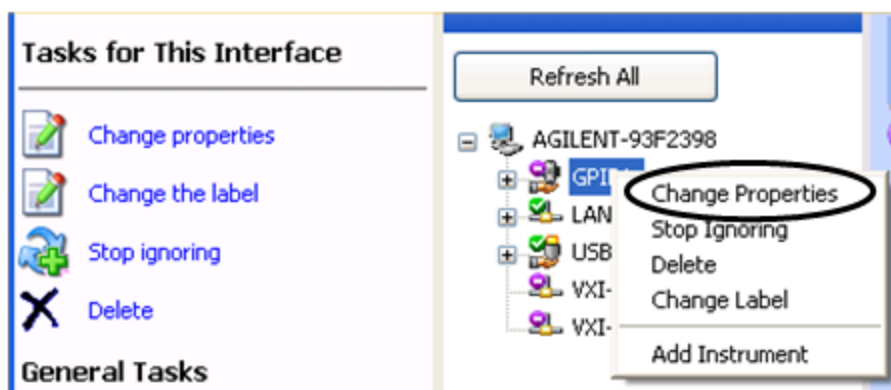 Tasks for This Interface
Change properties
Change the label
Stop ignoring
Delete
General Tasks
Refresh All
AGILENT-93F2398
GPI
LAN
USB
VXI-
VXI-
Change Properties
Stop Ignoring
Delete
Change Label
Add Instrument